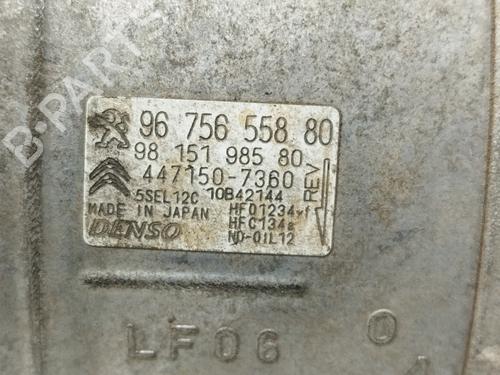 B-PARTS
96 756 558 80
98 151 985 80
447150-7360
5SEL12C 10B42144
REV
MADE IN JAPAN
HFO1234yf
HFC134a
DENSO
ND-OIL12
LF06
0